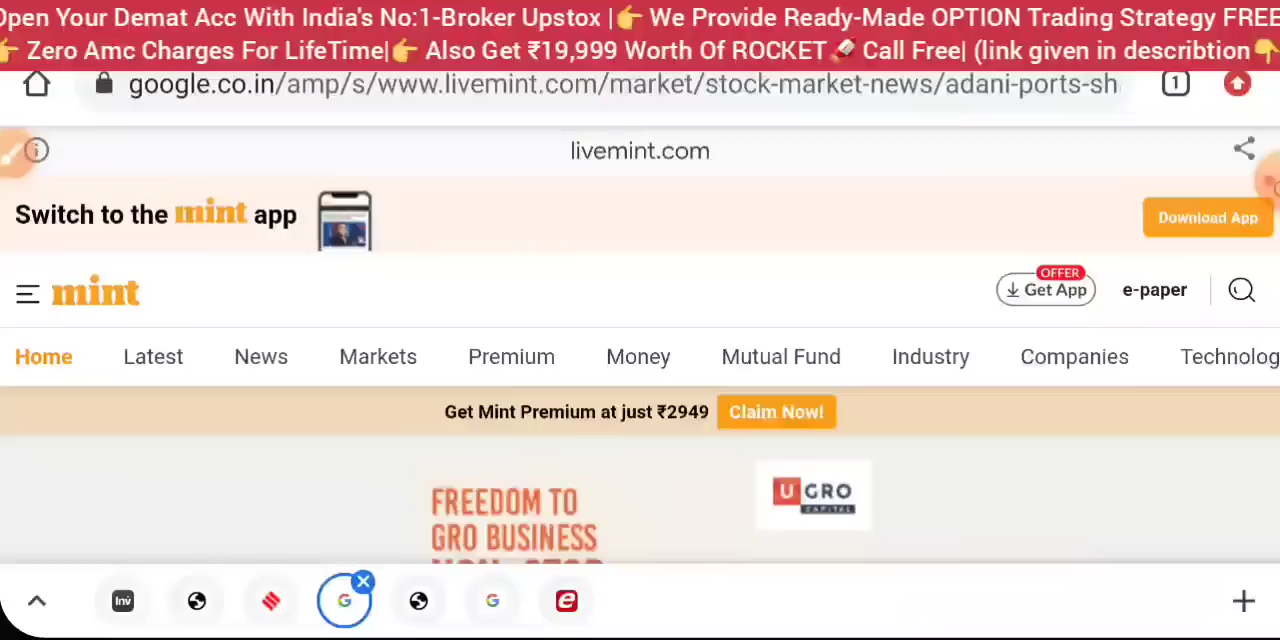 Open Your Demat Acc With India's No:1-Broker Upstox |👉 We Provide Ready-Made OPTION Trading Strategy FREE
👉 Zero Amc Charges For LifeTime|👉 Also Get ₹19,999 Worth Of ROCKET🚀 Call Free| (link given in describtion👇
google.co.in/amp/s/www.livemint.com/market/stock-market-news/adani-ports-sh
1
livemint.com
Switch to the mint app
Download App
mint
OFFER
Get App
e-paper
Home Latest News Markets Premium Money Mutual Fund Industry Companies Technolog
Get Mint Premium at just ₹2949 Claim Now!
U GRO
CAPITAL
FREEDOM TO
GRO BUSINESS
Inv